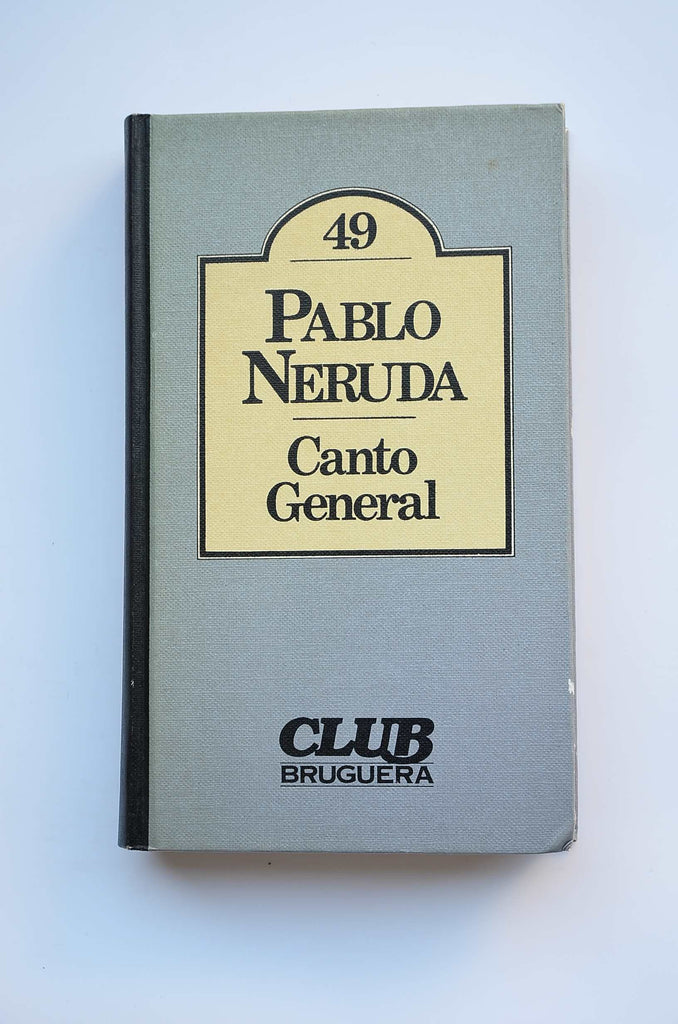 49
PABLO
NERUDA
Canto
General
CLUB
BRUGUERA